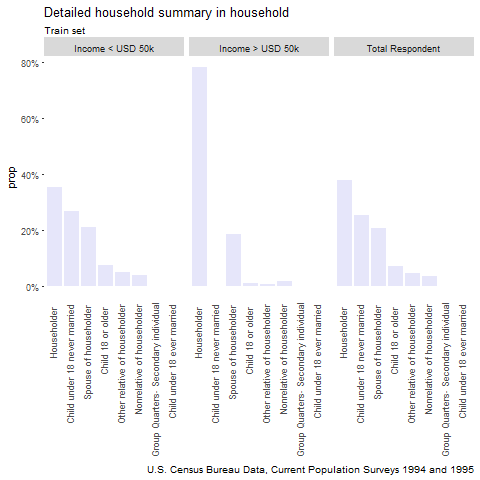 Detailed household summary in household
Train set
Income < USD 50k
Income > USD 50k
Total Respondent
80%
60%
40%
20%
0%
prop
Householder
Child under 18 never married
Spouse of householder
Child 18 or older
Other relative of householder
Nonrelative of householder
Group Quarters- Secondary individual
Child under 18 ever married
Householder
Child under 18 never married
Spouse of householder
Child 18 or older
Other relative of householder
Nonrelative of householder
Group Quarters- Secondary individual
Child under 18 ever married
Householder
Child under 18 never married
Spouse of householder
Child 18 or older
Other relative of householder
Nonrelative of householder
Group Quarters- Secondary individual
Child under 18 ever married
U.S. Census Bureau Data, Current Population Surveys 1994 and 1995